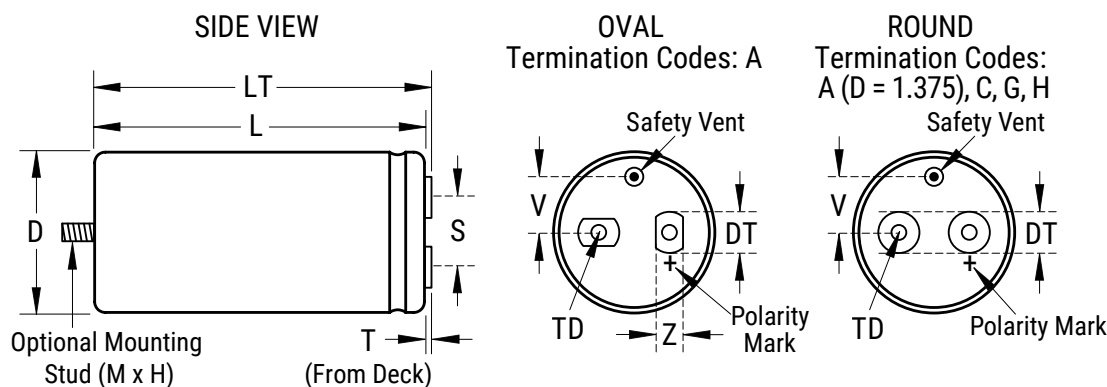 SIDE VIEW
LT
L
D
S
T
Optional Mounting
Stud (M x H)
(From Deck)
OVAL
Termination Codes: A
Safety Vent
V
DT
+
TD
Z
Polarity
Mark
ROUND
Termination Codes:
A (D = 1.375), C, G, H
Safety Vent
V
DT
+
TD
Polarity Mark